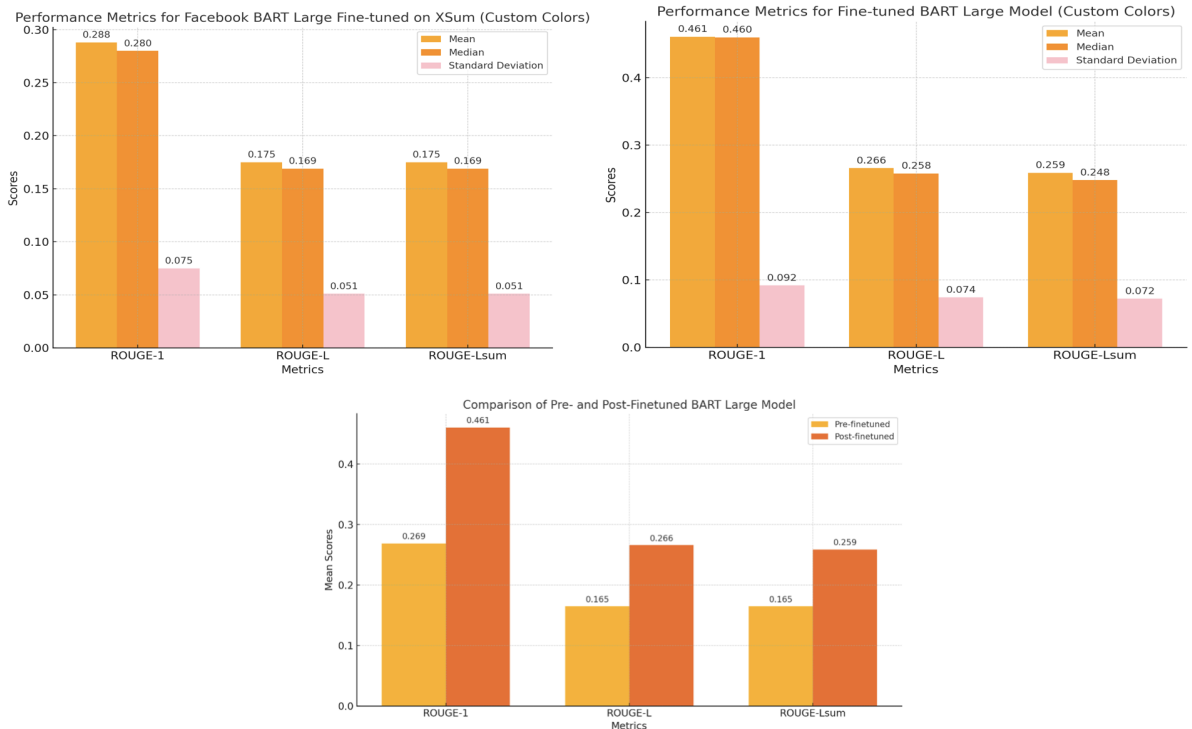 Performance Metrics for Facebook BART Large Fine-tuned on XSum (Custom Colors)
0.30
0.25
0.20
0.15
0.10
0.05
0.00
Scores
0.288
0.280
0.075
0.175
0.169
0.051
0.175
0.169
0.051
Mean
Median
Standard Deviation
ROUGE-1
ROUGE-L
ROUGE-Lsum
Metrics
Performance Metrics for Fine-tuned BART Large Model (Custom Colors)
0.4
0.3
0.2
0.1
0.0
Scores
0.461
0.460
0.092
0.266
0.258
0.074
0.259
0.248
0.072
Mean
Median
Standard Deviation
ROUGE-1
ROUGE-L
ROUGE-Lsum
Metrics
Comparison of Pre- and Post-Finetuned BART Large Model
0.4
0.3
0.2
0.1
0.0
Mean Scores
0.269
0.461
0.165
0.266
0.165
0.259
Pre-finetuned
Post-finetuned
ROUGE-1
ROUGE-L
ROUGE-Lsum
Metrics